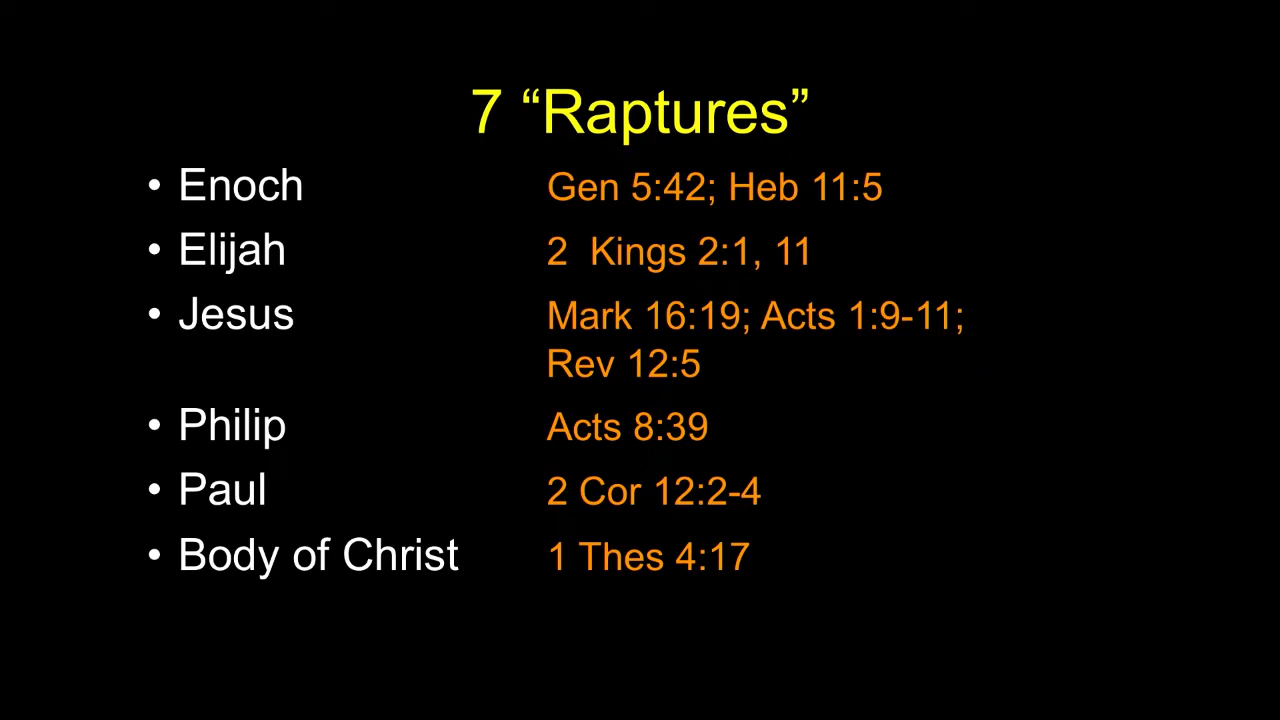 7 “Raptures”
• Enoch Gen 5:42; Heb 11:5
• Elijah 2  Kings 2:1, 11
• Jesus Mark 16:19; Acts 1:9-11;
Rev 12:5
• Philip Acts 8:39
• Paul 2 Cor 12:2-4
• Body of Christ 1 Thes 4:17